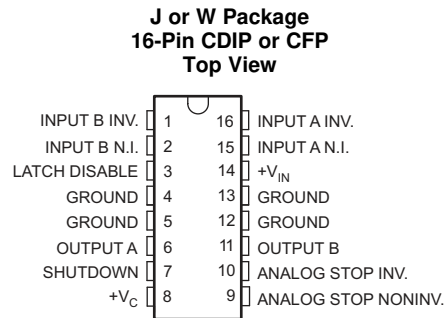 J or W Package
16-Pin CDIP or CFP
Top View
INPUT B INV. 1 16 INPUT A INV.
INPUT B N.I. 2 15 INPUT A N.I.
LATCH DISABLE 3 14 +VIN
GROUND 4 13 GROUND
GROUND 5 12 GROUND
OUTPUT A 6 11 OUTPUT B
SHUTDOWN 7 10 ANALOG STOP INV.
+VC 8 9 ANALOG STOP NONINV.